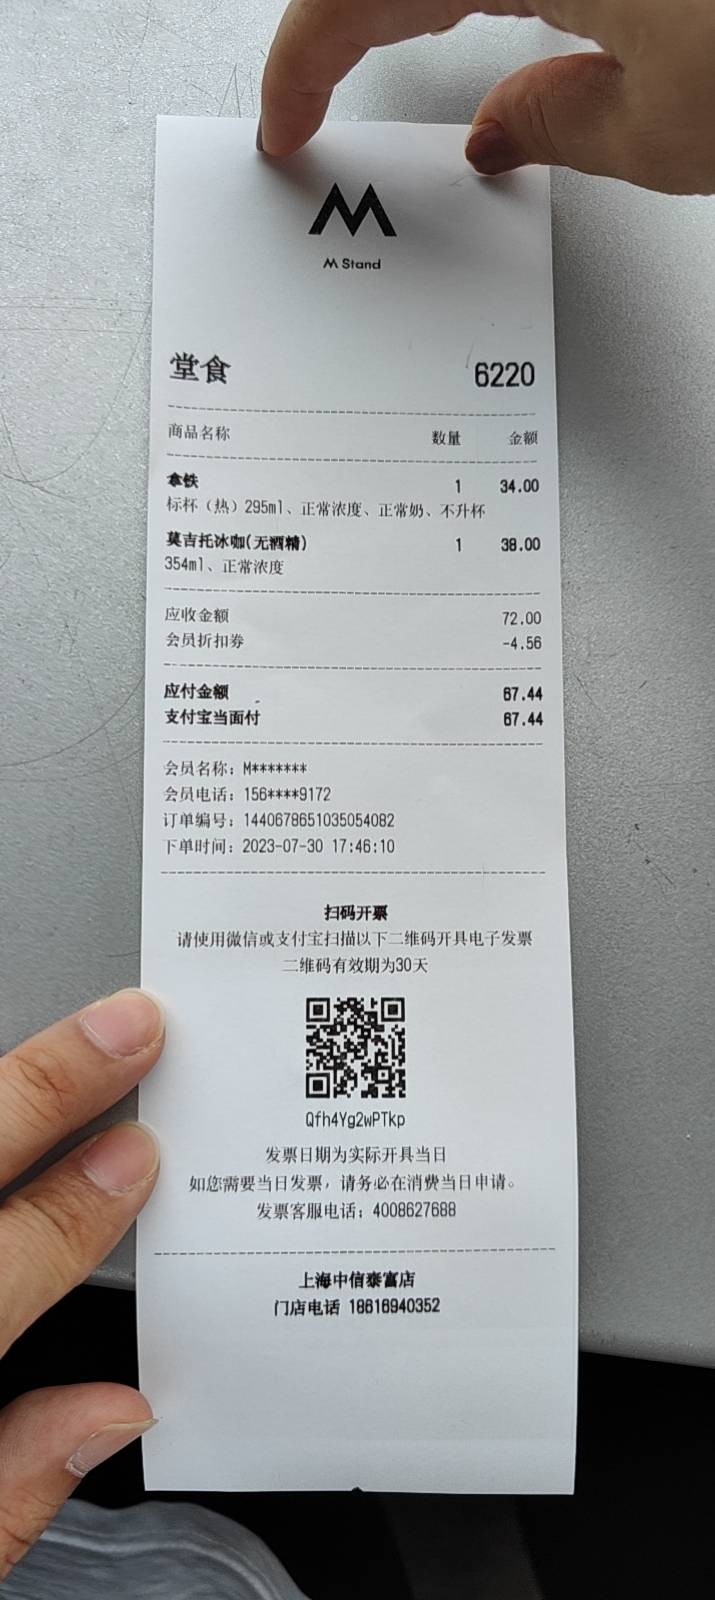 M Stand
堂食 6220
商品名称 数量 金额
拿铁 1 34.00
标杯（热）295ml、正常浓度、正常奶、不升杯
莫吉托冰咖(无酒精) 1 38.00
354ml、正常浓度
应收金额 72.00
会员折扣券 -4.56
应付金额 67.44
支付宝当面付 67.44
会员名称：M*******
会员电话：156****9172
订单编号：1440678651035054082
下单时间：2023-07-30 17:46:10
扫码开票
请使用微信或支付宝扫描以下二维码开具电子发票
二维码有效期为30天
Qfh4Yg2wPTkp
发票日期为实际开具当日
如您需要当日发票，请务必在消费当日申请。
发票客服电话：4008627688
上海中信泰富店
门店电话 18616940352